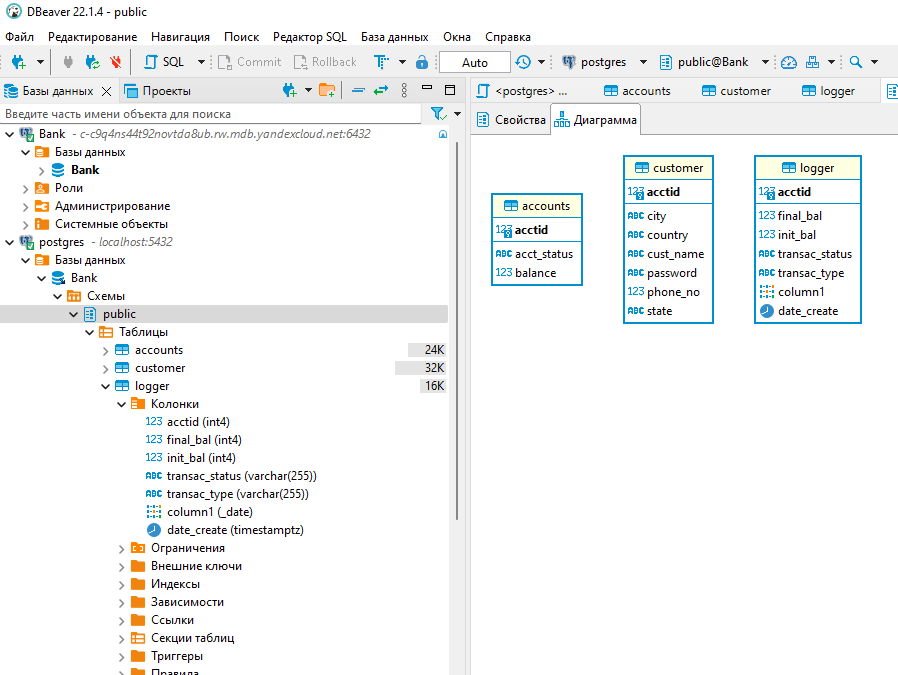 DBeaver 22.1.4 - public
Файл Редактирование Навигация Поиск Редактор SQL База данных Окна Справка
SQL Commit Rollback Auto postgres public@Bank
Базы данных Проекты
Введите часть имени объекта для поиска
Bank - c-c9q4ns44t92novtda8ub.rw.mdb.yandexcloud.net:6432
Базы данных
Bank
Роли
Администрирование
Системные объекты
postgres - localhost:5432
Базы данных
Bank
Схемы
public
Таблицы
accounts 24K
customer 32K
logger 16K
Колонки
123 acctid (int4)
123 final_bal (int4)
123 init_bal (int4)
ABC transac_status (varchar(255))
ABC transac_type (varchar(255))
column1 (_date)
date_create (timestamptz)
Ограничения
Внешние ключи
Индексы
Зависимости
Ссылки
Секции таблиц
Триггеры
Правила
<postgres> ... accounts customer logger
Свойства Диаграмма
accounts
123 acctid
ABC acct_status
123 balance
customer
123 acctid
ABC city
ABC country
ABC cust_name
ABC password
123 phone_no
ABC state
logger
123 acctid
123 final_bal
123 init_bal
ABC transac_status
ABC transac_type
column1
date_create